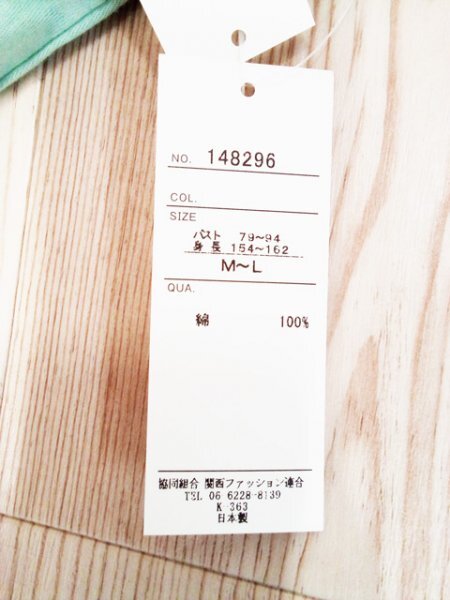 NO. 148296
COL.
SIZE
バスト 79~94
身長 154~162
M~L
QUA.
綿 100%
協同組合 関西ファッション連合
TEL 06 6228-8139
K-363
日本製